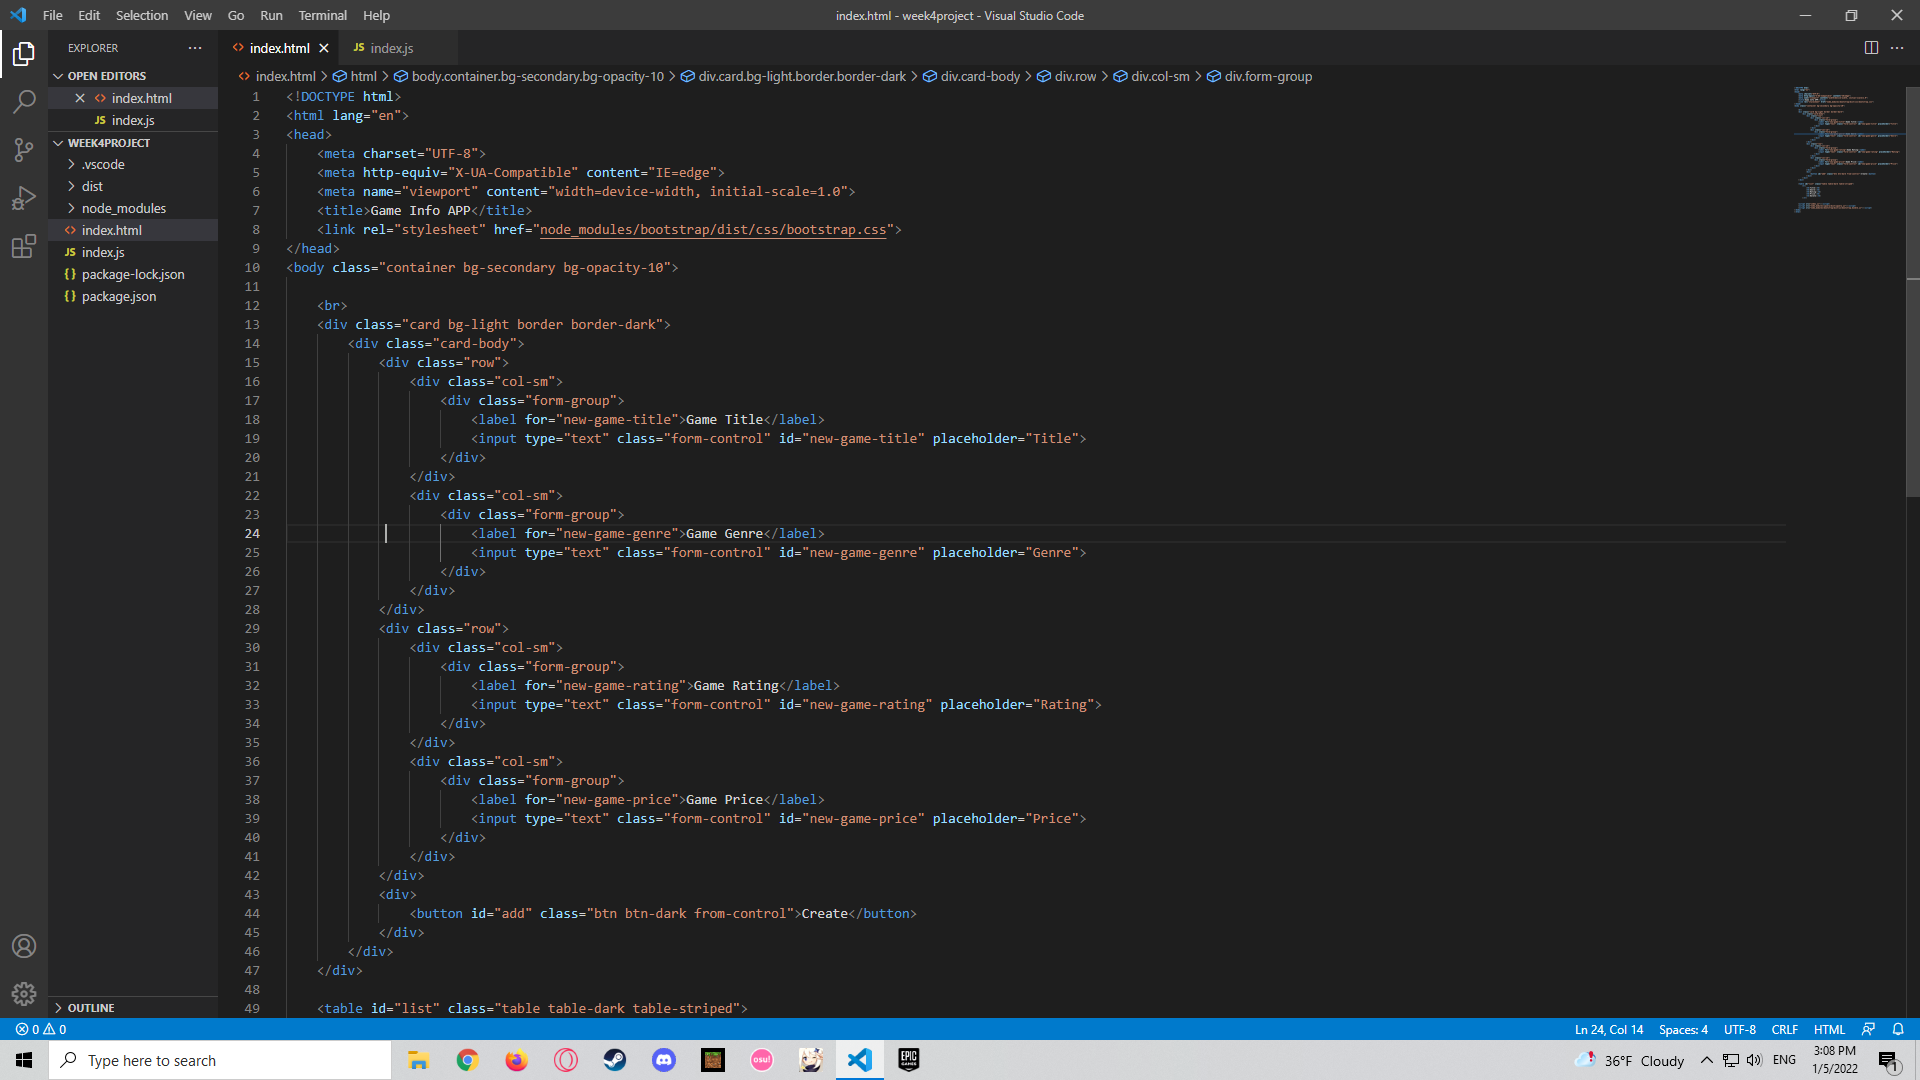 File Edit Selection View Go Run Terminal Help
index.html - week4project - Visual Studio Code
EXPLORER
OPEN EDITORS
index.html
index.js
WEEK4PROJECT
.vscode
dist
node_modules
index.html
index.js
package-lock.json
package.json
OUTLINE
index.html
JS index.js
index.html > html > body.container.bg-secondary.bg-opacity-10 > div.card.bg-light.border.border-dark > div.card-body > div.row > div.col-sm > div.form-group
1 <!DOCTYPE html>
2 <html lang="en">
3 <head>
4 <meta charset="UTF-8">
5 <meta http-equiv="X-UA-Compatible" content="IE=edge">
6 <meta name="viewport" content="width=device-width, initial-scale=1.0">
7 <title>Game Info APP</title>
8 <link rel="stylesheet" href="node_modules/bootstrap/dist/css/bootstrap.css">
9 </head>
10 <body class="container bg-secondary bg-opacity-10">
11
12 <br>
13 <div class="card bg-light border border-dark">
14 <div class="card-body">
15 <div class="row">
16 <div class="col-sm">
17 <div class="form-group">
18 <label for="new-game-title">Game Title</label>
19 <input type="text" class="form-control" id="new-game-title" placeholder="Title">
20 </div>
21 </div>
22 <div class="col-sm">
23 <div class="form-group">
24 <label for="new-game-genre">Game Genre</label>
25 <input type="text" class="form-control" id="new-game-genre" placeholder="Genre">
26 </div>
27 </div>
28 </div>
29 <div class="row">
30 <div class="col-sm">
31 <div class="form-group">
32 <label for="new-game-rating">Game Rating</label>
33 <input type="text" class="form-control" id="new-game-rating" placeholder="Rating">
34 </div>
35 </div>
36 <div class="col-sm">
37 <div class="form-group">
38 <label for="new-game-price">Game Price</label>
39 <input type="text" class="form-control" id="new-game-price" placeholder="Price">
40 </div>
41 </div>
42 </div>
43 <div>
44 <button id="add" class="btn btn-dark from-control">Create</button>
45 </div>
46 </div>
47 </div>
48
49 <table id="list" class="table table-dark table-striped">
0 0
Ln 24, Col 14 Spaces: 4 UTF-8 CRLF HTML
Type here to search
osu!
EPIC GAMES
36°F Cloudy
ENG
3:08 PM
1/5/2022
1